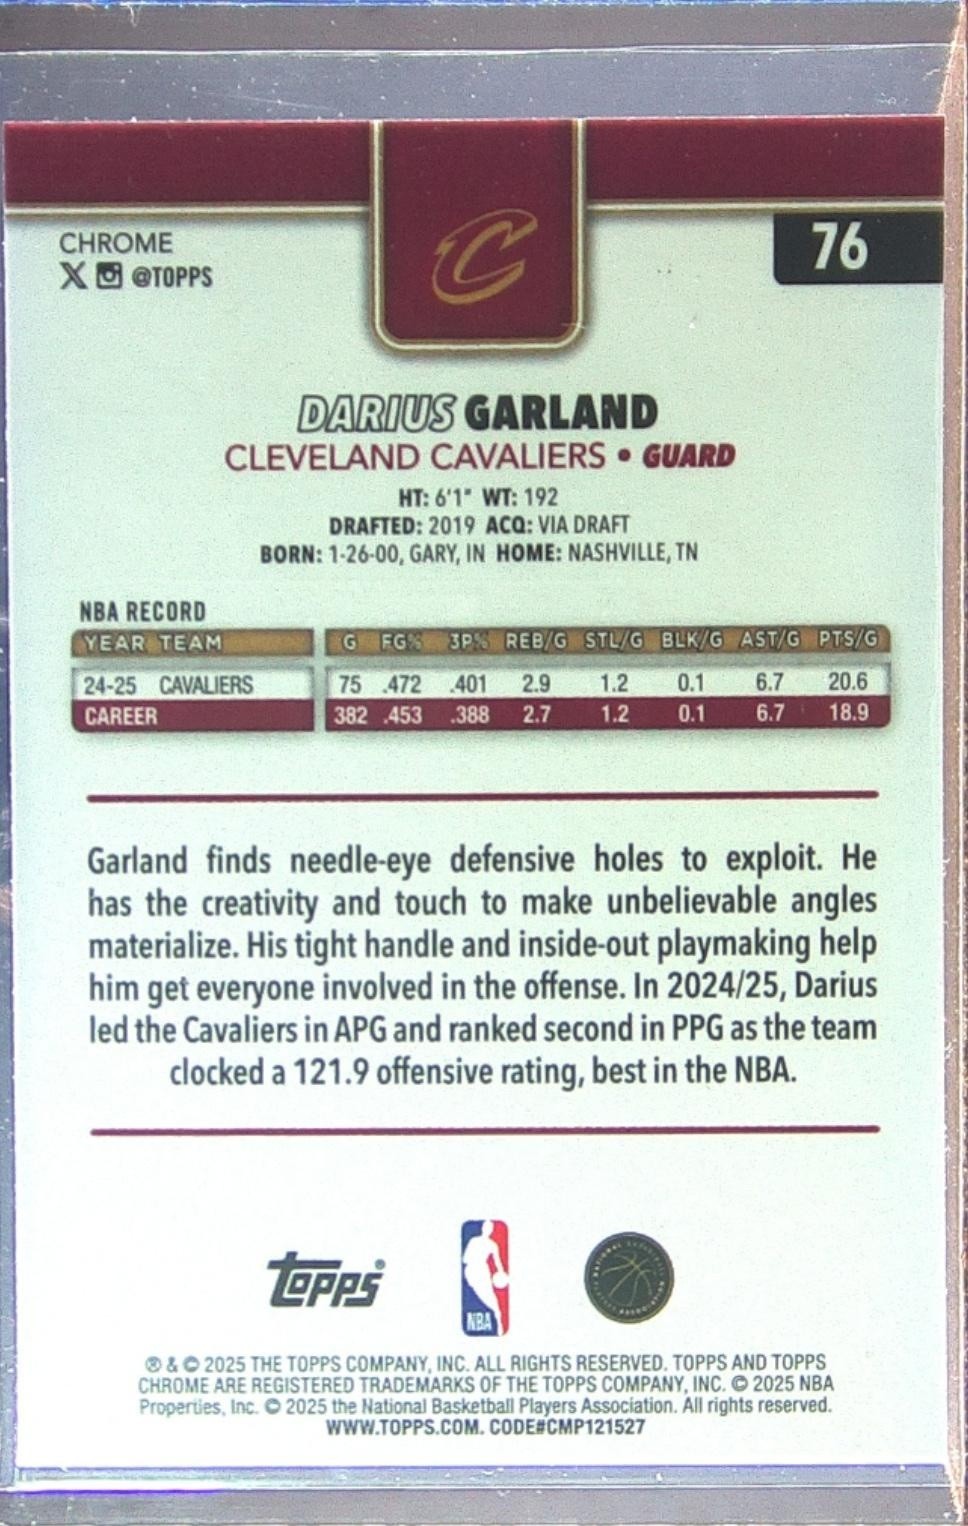 CHROME
76
X @TOPPS
DARIUS GARLAND
CLEVELAND CAVALIERS • GUARD
HT: 6'1" WT: 192
DRAFTED: 2019 ACQ: VIA DRAFT
BORN: 1-26-00, GARY, IN HOME: NASHVILLE, TN
NBA RECORD
YEAR TEAM G FG% 3P% REB/G STL/G BLK/G AST/G PTS/G
24-25 CAVALIERS 75 .472 .401 2.9 1.2 0.1 6.7 20.6
CAREER 382 .453 .388 2.7 1.2 0.1 6.7 18.9
Garland finds needle-eye defensive holes to exploit. He
has the creativity and touch to make unbelievable angles
materialize. His tight handle and inside-out playmaking help
him get everyone involved in the offense. In 2024/25, Darius
led the Cavaliers in APG and ranked second in PPG as the team
clocked a 121.9 offensive rating, best in the NBA.
Topps®
NBA
® & © 2025 THE TOPPS COMPANY, INC. ALL RIGHTS RESERVED. TOPPS AND TOPPS
CHROME ARE REGISTERED TRADEMARKS OF THE TOPPS COMPANY, INC. © 2025 NBA
Properties, Inc. © 2025 the National Basketball Players Association. All rights reserved.
WWW.TOPPS.COM. CODE#CMP121527